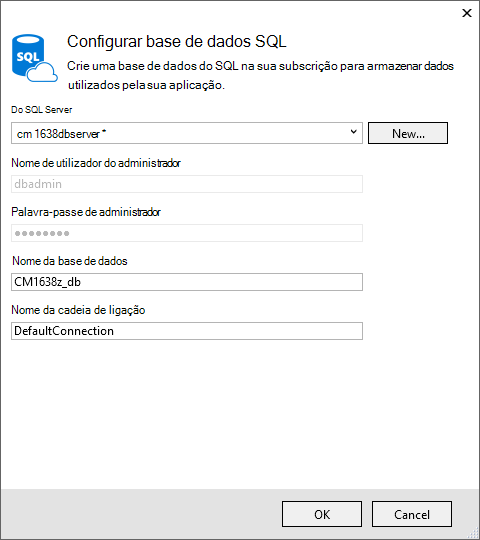 Configurar base de dados SQL
SQL
Crie uma base de dados do SQL na sua subscrição para armazenar dados
utilizados pela sua aplicação.
Do SQL Server
cm 1638dbserver *
New...
Nome de utilizador do administrador
dbadmin
Palavra-passe de administrador
●●●●●●●●
Nome da base de dados
CM1638z_db
Nome da cadeia de ligação
DefaultConnection
OK
Cancel